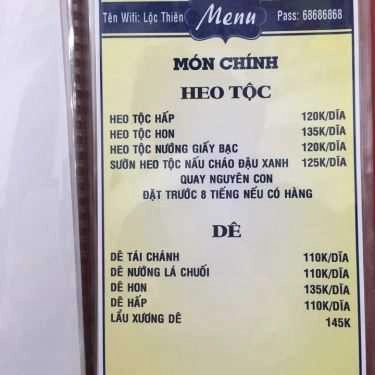 Tên Wifi: Lộc Thiên Menu Pass: 68686868
MÓN CHÍNH
HEO TỘC
HEO TỘC HẤP 120K/DĨA
HEO TỘC HON 135K/DĨA
HEO TỘC NƯỚNG GIẤY BẠC 120K/DĨA
SƯỜN HEO TỘC NẤU CHÁO ĐẬU XANH 125K/DĨA
QUAY NGUYÊN CON
ĐẶT TRƯỚC 8 TIẾNG NẾU CÓ HÀNG
DÊ
DÊ TÁI CHÁNH 110K/DĨA
DÊ NƯỚNG LÁ CHUỐI 110K/DĨA
DÊ HON 135K/DĨA
DÊ HẤP 110K/DĨA
LẨU XƯƠNG DÊ 145K